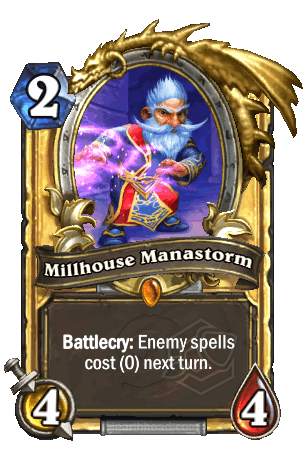 2
Millhouse Manastorm
Battlecry: Enemy spells
cost (0) next turn.
4
4